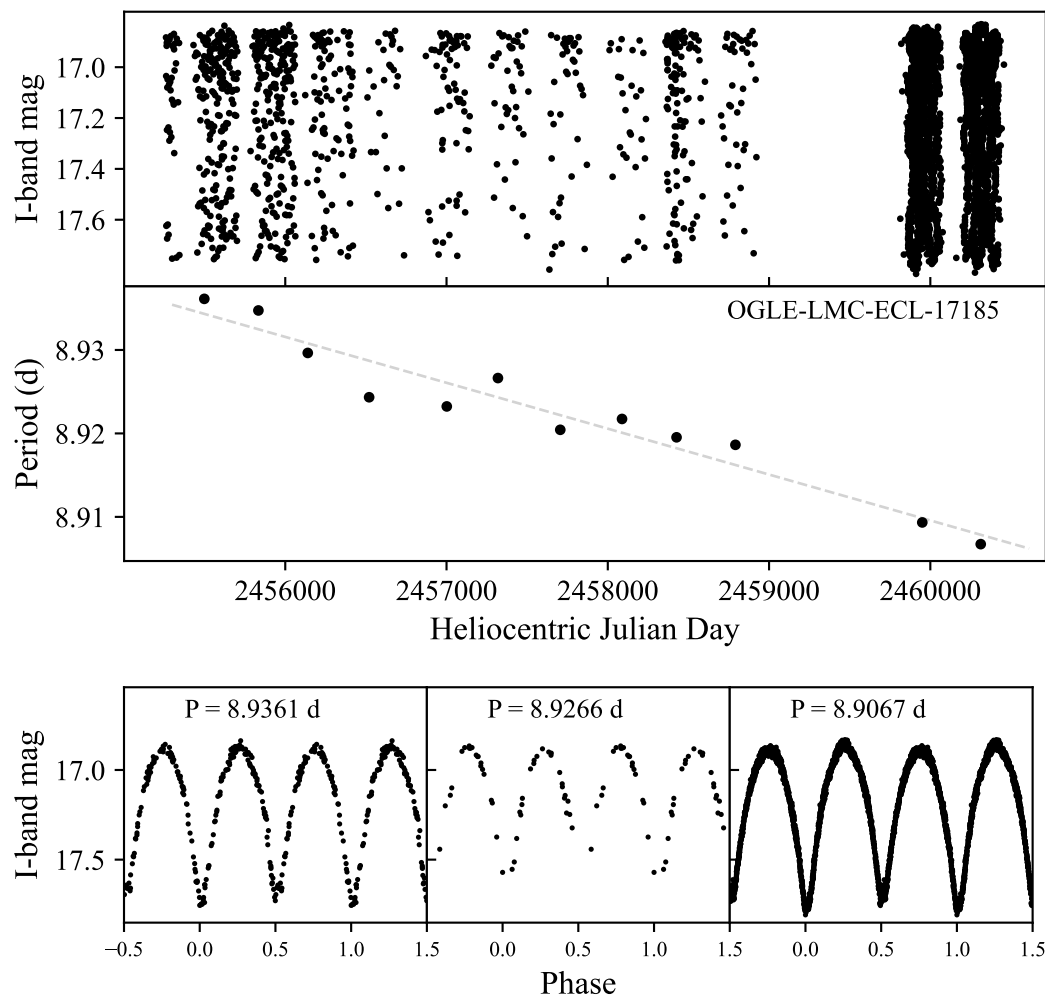 I-band mag
17.0
17.2
17.4
17.6
OGLE-LMC-ECL-17185
Period (d)
8.93
8.92
8.91
2456000 2457000 2458000 2459000 2460000
Heliocentric Julian Day
P = 8.9361 d P = 8.9266 d P = 8.9067 d
I-band mag
17.0
17.5
−0.5 0.0 0.5 1.0 1.5 0.0 0.5 1.0 1.5 0.0 0.5 1.0 1.5
Phase